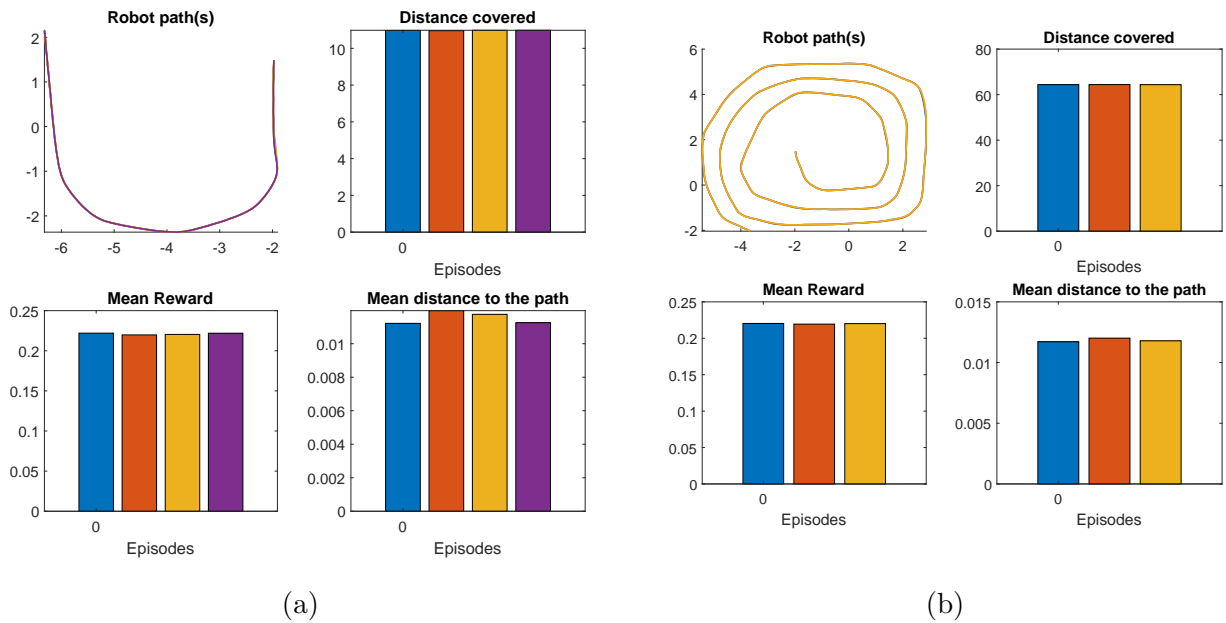 Robot path(s)
2
1
0
-1
-2
-6 -5 -4 -3 -2
Distance covered
10
8
6
4
2
0
0
Episodes
Mean Reward
0.25
0.2
0.15
0.1
0.05
0
0
Episodes
Mean distance to the path
0.01
0.008
0.006
0.004
0.002
0
0
Episodes
(a)
Robot path(s)
6
4
2
0
-2
-4 -2 0 2
Distance covered
80
60
40
20
0
0
Episodes
Mean Reward
0.25
0.2
0.15
0.1
0.05
0
0
Episodes
Mean distance to the path
0.015
0.01
0.005
0
0
Episodes
(b)